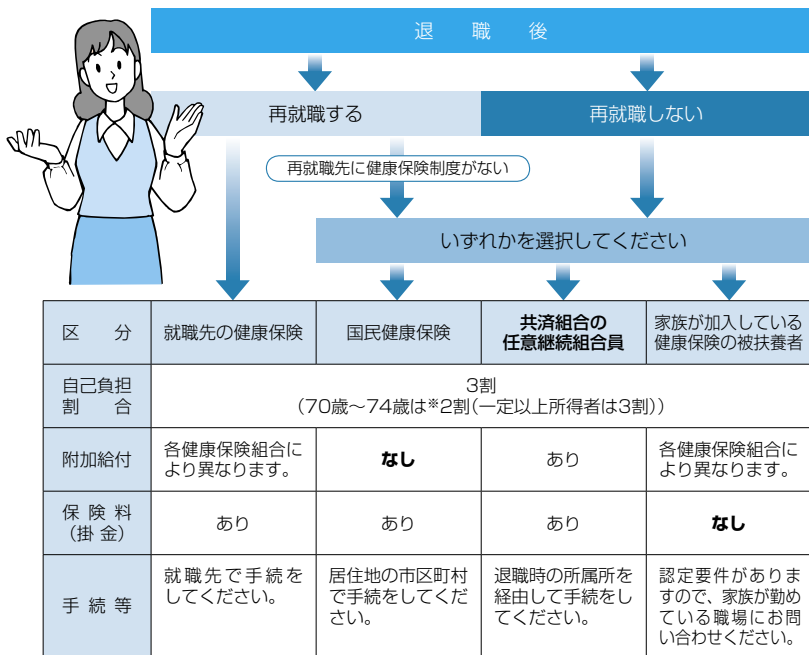 退職後
再就職する
再就職しない
再就職先に健康保険制度がない
いずれかを選択してください
区分
就職先の健康保険
国民健康保険
共済組合の
任意継続組合員
家族が加入している
健康保険の被扶養者
自己負担
割合
3割
(70歳～74歳は※2割(一定以上所得者は3割))
附加給付
各健康保険組合に
より異なります。
なし
あり
各健康保険組合に
より異なります。
保険料
(掛金)
あり
あり
あり
なし
手続等
就職先で手続を
してください。
居住地の市区町村
で手続をしてくだ
さい。
退職時の所属所を
経由して手続をし
てください。
認定要件がありま
すので、家族が勤め
ている職場にお問
い合わせください。